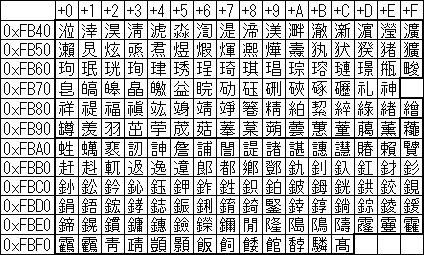 +0 +1 +2 +3 +4 +5 +6 +7 +8 +9 +A +B +C +D +E +F
0xFB40 涖 涬 淏 淸 淲 淼 渹 湜 渧 渼 溿 澈 澵 濵 瀅 瀇
0xFB50 瀨 炅 炫 焏 焄 煜 煆 煇 凞 燁 燾 犱 犾 猤 猪 獷
0xFB60 玽 珉 珖 珣 珒 琇 珵 琦 琪 琩 琮 瑢 璉 璟 甁 畯
0xFB70 皂 皜 皞 皛 皦 益 睆 劯 砡 硎 硤 硺 礰 礼 神
0xFB80 祥 禔 福 禛 竑 竧 靖 竫 箞 精 絈 絜 綷 綠 緖 繒
0xFB90 罇 羡 羽 茁 荢 荿 菇 菶 葈 蒴 蕓 蕙 蕫 﨟 薰 蘒
0xFBA0 﨡 蠇 裵 訒 訷 詹 誧 誾 諟 諸 諶 譓 譿 賰 賴 贒
0xFBB0 赶 﨣 軏 﨤 逸 遧 郞 都 鄕 鄧 釚 釗 釞 釭 釮 釤
0xFBC0 釥 鈆 鈐 鈊 鈺 鉀 鈼 鉎 鉙 鉑 鈹 鉧 銧 鉷 鉸 鋧
0xFBD0 鋗 鋙 鋐 﨧 鋕 鋠 鋓 錥 錡 鋻 﨨 錞 鋿 錝 錂 鍰
0xFBE0 鍗 鎤 鏆 鏞 鏸 鐱 鑅 鑈 閒 隆 﨩 隝 隯 霳 霻 靃
0xFBF0 靍 靏 靑 靕 顗 顥 飯 飼 餧 館 馞 驎 髙